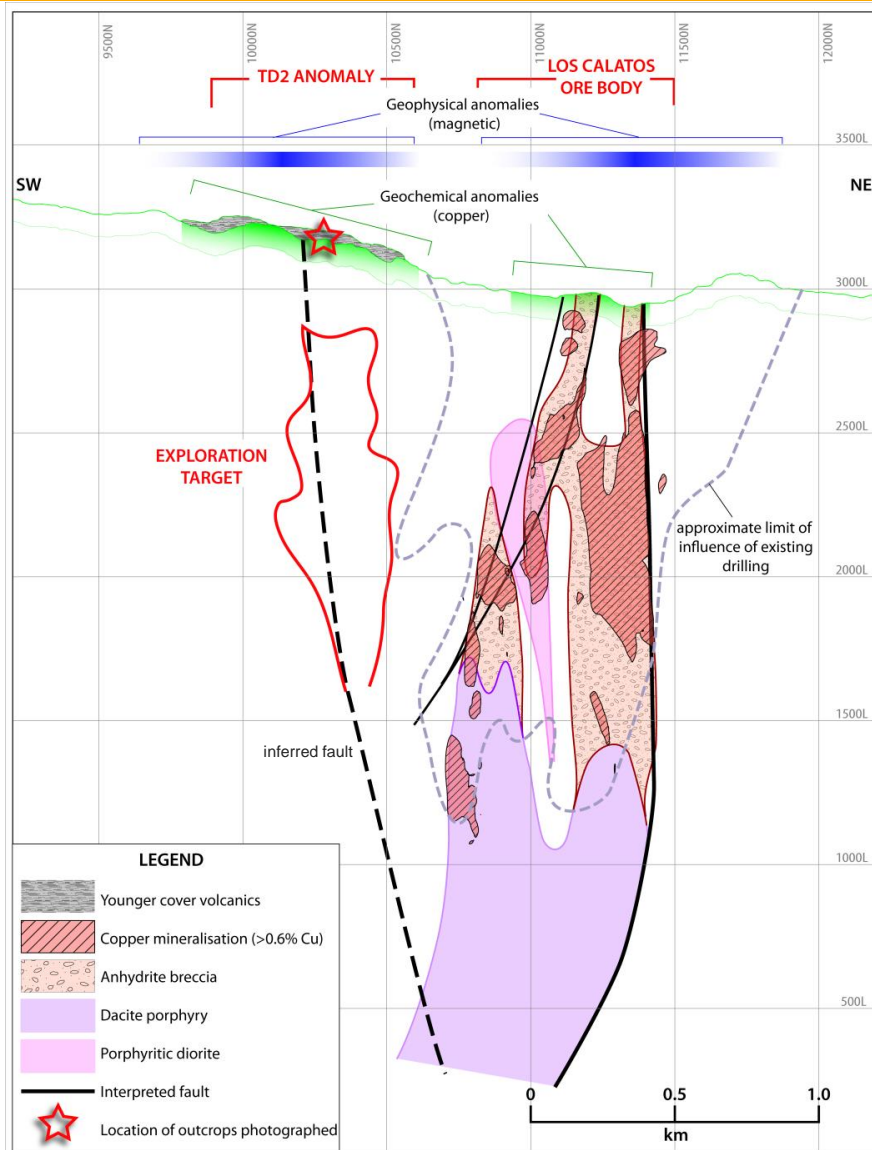 9500N
10000N
10500N
11000N
11500N
12000N
TD2 ANOMALY
LOS CALATOS
ORE BODY
Geophysical anomalies
(magnetic)
3500L
SW
NE
Geochemical anomalies
(copper)
3000L
2500L
EXPLORATION
TARGET
approximate limit of
influence of existing
drilling
2000L
1500L
inferred fault
1000L
500L
LEGEND
Younger cover volcanics
Copper mineralisation (>0.6% Cu)
Anhydrite breccia
Dacite porphyry
Porphyritic diorite
Interpreted fault
Location of outcrops photographed
0 0.5 1.0
km